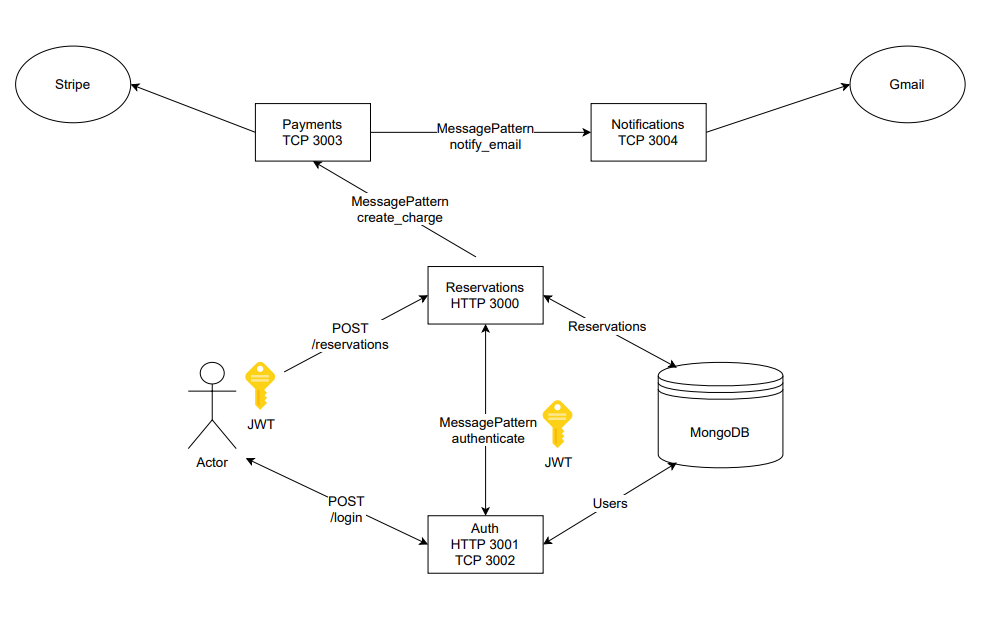 Stripe
Gmail
Payments
TCP 3003
MessagePattern
notify_email
Notifications
TCP 3004
MessagePattern
create_charge
Reservations
HTTP 3000
POST
/reservations
Reservations
JWT
MessagePattern
authenticate
JWT
MongoDB
Actor
POST
/login
Users
Auth
HTTP 3001
TCP 3002